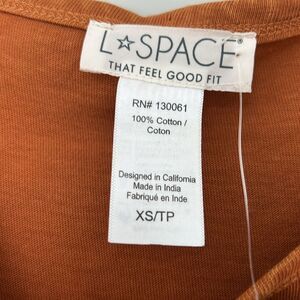 L☆SPACE®
THAT FEEL GOOD FIT
RN# 130061
100% Cotton /
Coton
Designed in California
Made in India
Fabriqué en Inde
XS/TP